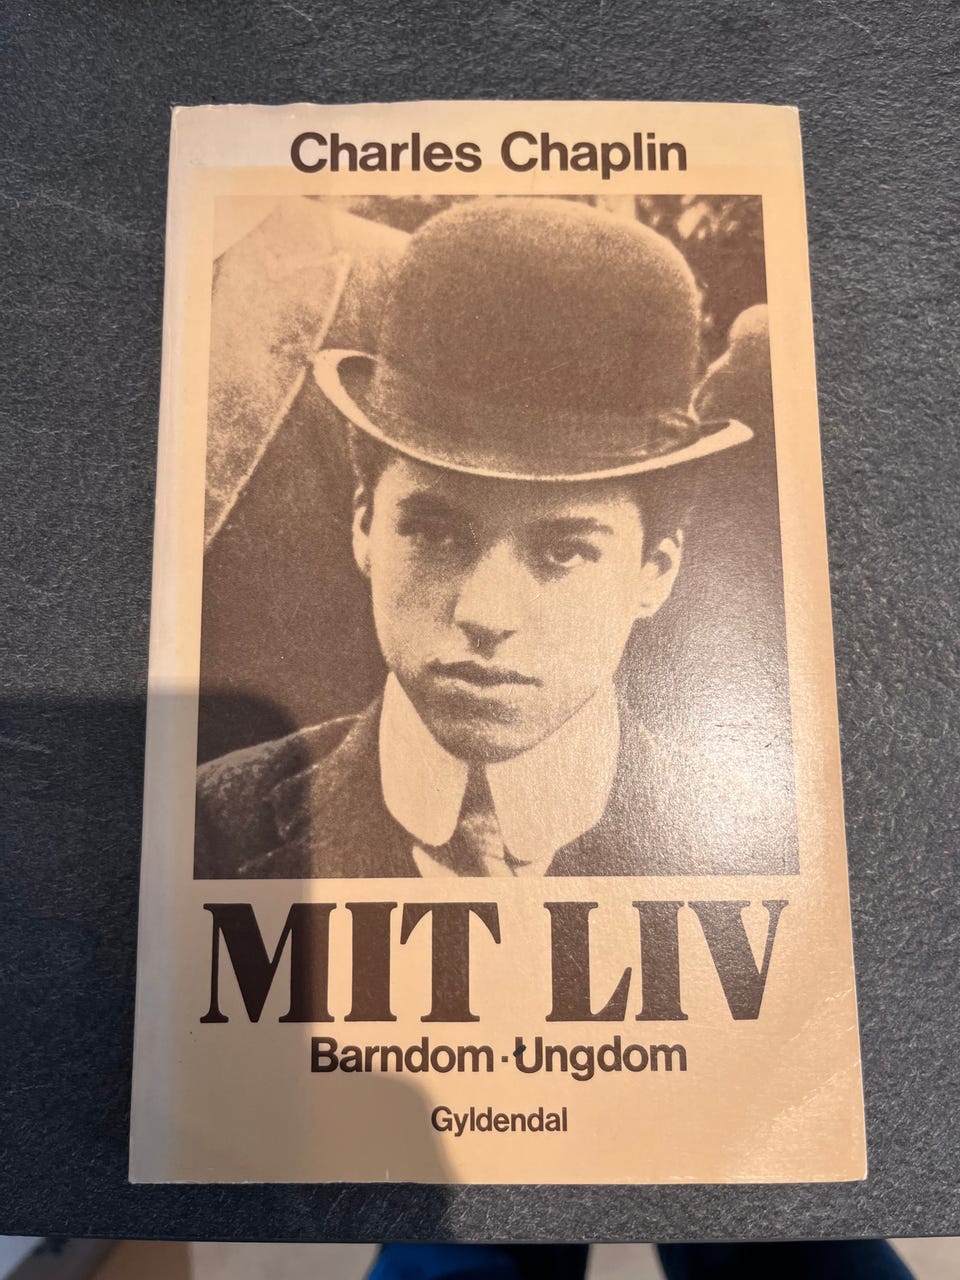 Charles Chaplin
MIT LIV
Barndom · Ungdom
Gyldendal